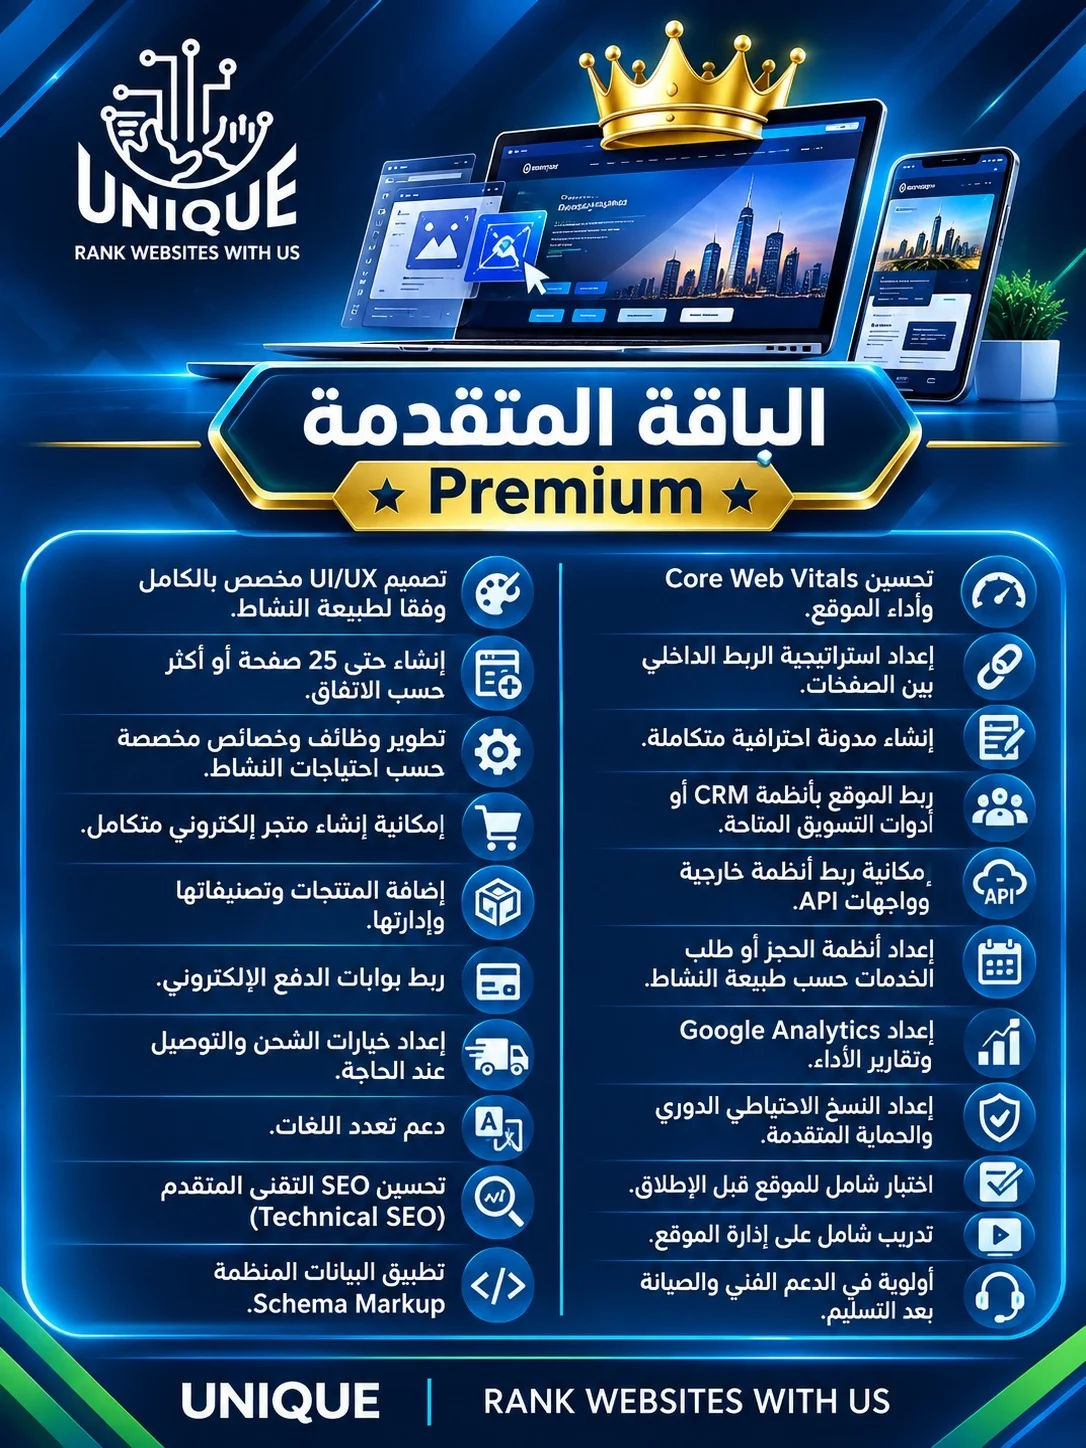 UNIQUE
RANK WEBSITES WITH US
الباقة المتقدمة
Premium
تحسين Core Web Vitals
وأداء الموقع.
إعداد استراتيجية الربط الداخلي
بين الصفحات.
إنشاء مدونة احترافية متكاملة.
ربط الموقع بأنظمة CRM أو
أدوات التسويق المتاحة.
إمكانية ربط أنظمة خارجية
وواجهات API.
API
إعداد أنظمة الحجز أو طلب
الخدمات حسب طبيعة النشاط.
إعداد Google Analytics
وتقارير الأداء.
إعداد النسخ الاحتياطي الدوري
والحماية المتقدمة.
اختبار شامل للموقع قبل الإطلاق.
تدريب شامل على إذارة الموقع.
أولوية في الدعم الفني والصيانة
بعد التسليم.
تصميم UI/UX مخصص بالكامل
وفقا لطبيعة النشاط.
إنشاء حتى 25 صفحة أو أكثر
حسب الاتفاق.
تطوير وظائف وخصائص مخصصة
حسب احتياجات النشاط.
إمكانية إنشاء متجر إلكتروني متكامل.
إضافة المنتجات وتصنيفاتها
وإدارتها.
ربط بوابات الدفع الإلكتروني.
إعداد خيارات الشحن والتوصيل
عند الحاجة.
دعم تعدد اللغات.
A
تحسين SEO التقنى المتقدم
(Technical SEO)
تطبيق البيانات المنظمة
Schema Markup.
UNIQUE | RANK WEBSITES WITH US